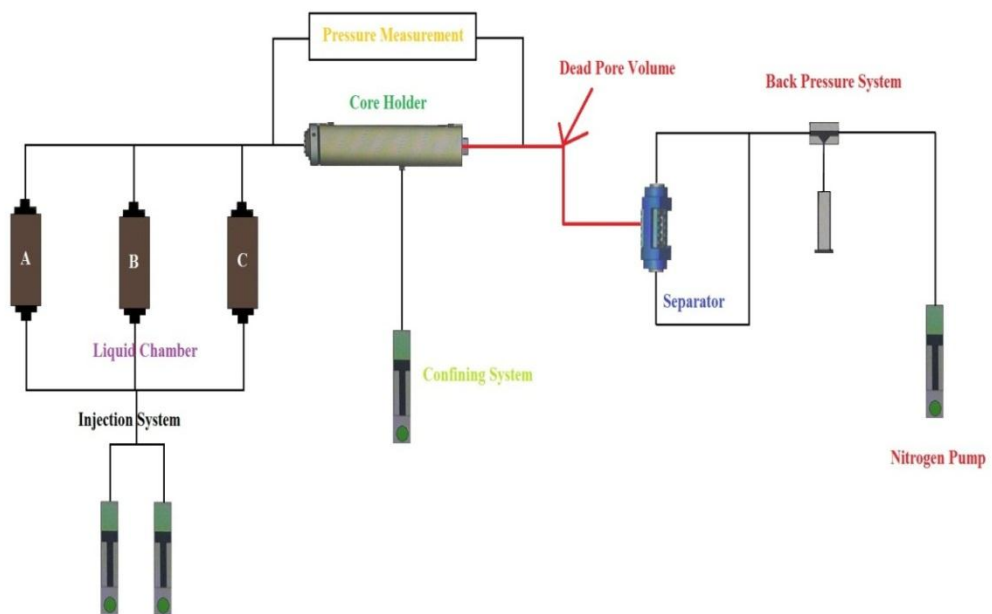 Pressure Measurement
Dead Pore Volume
Back Pressure System
Core Holder
A
B
C
Separator
Liquid Chamber
Confining System
Injection System
Nitrogen Pump